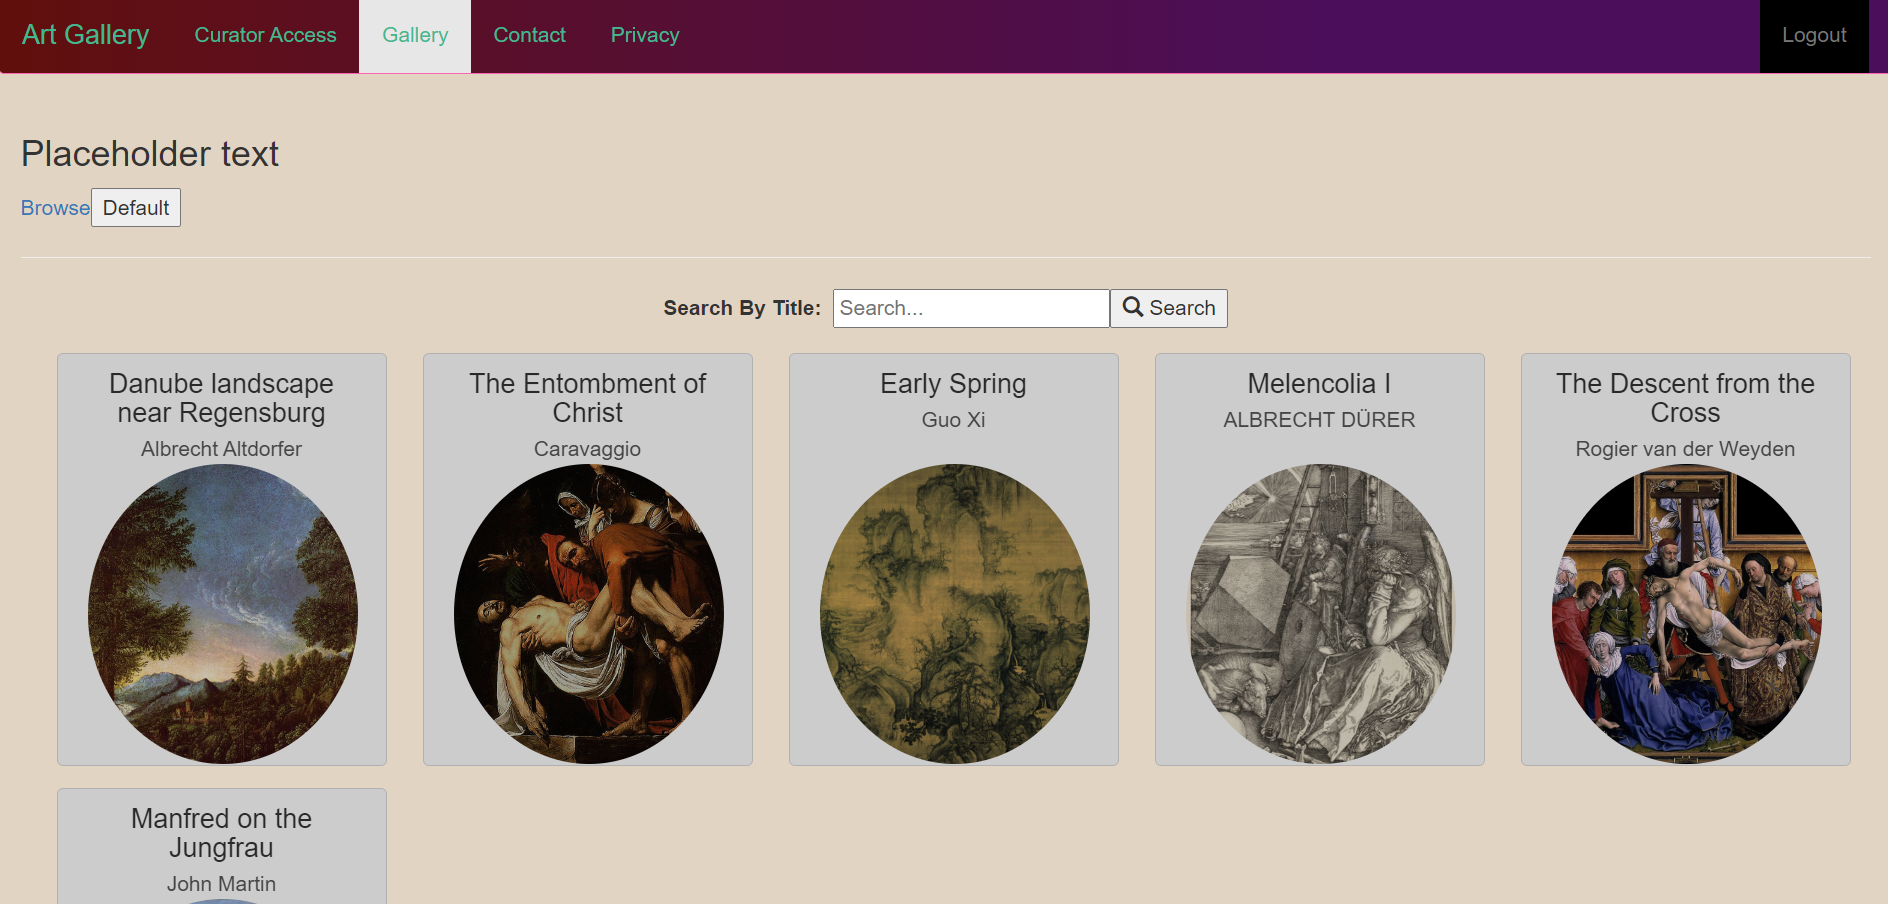 Art Gallery Curator Access Gallery Contact Privacy Logout
Placeholder text
Browse Default
Search By Title: Search... Search
Danube landscape
near Regensburg
Albrecht Altdorfer
The Entombment of
Christ
Caravaggio
Early Spring
Guo Xi
Melencolia I
ALBRECHT DÜRER
The Descent from the
Cross
Rogier van der Weyden
Manfred on the
Jungfrau
John Martin